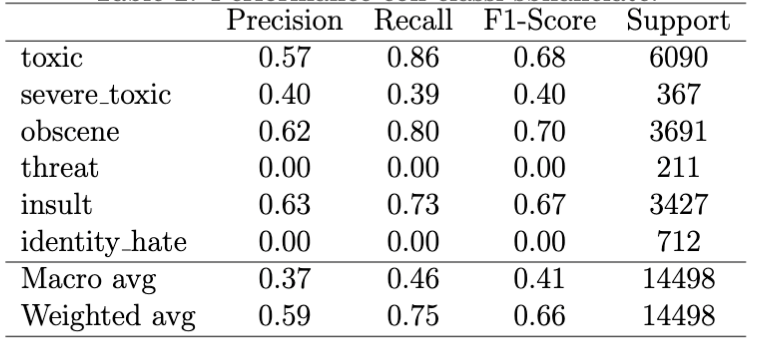 Precision Recall F1-Score Support
toxic 0.57 0.86 0.68 6090
severe_toxic 0.40 0.39 0.40 367
obscene 0.62 0.80 0.70 3691
threat 0.00 0.00 0.00 211
insult 0.63 0.73 0.67 3427
identity_hate 0.00 0.00 0.00 712
Macro avg 0.37 0.46 0.41 14498
Weighted avg 0.59 0.75 0.66 14498